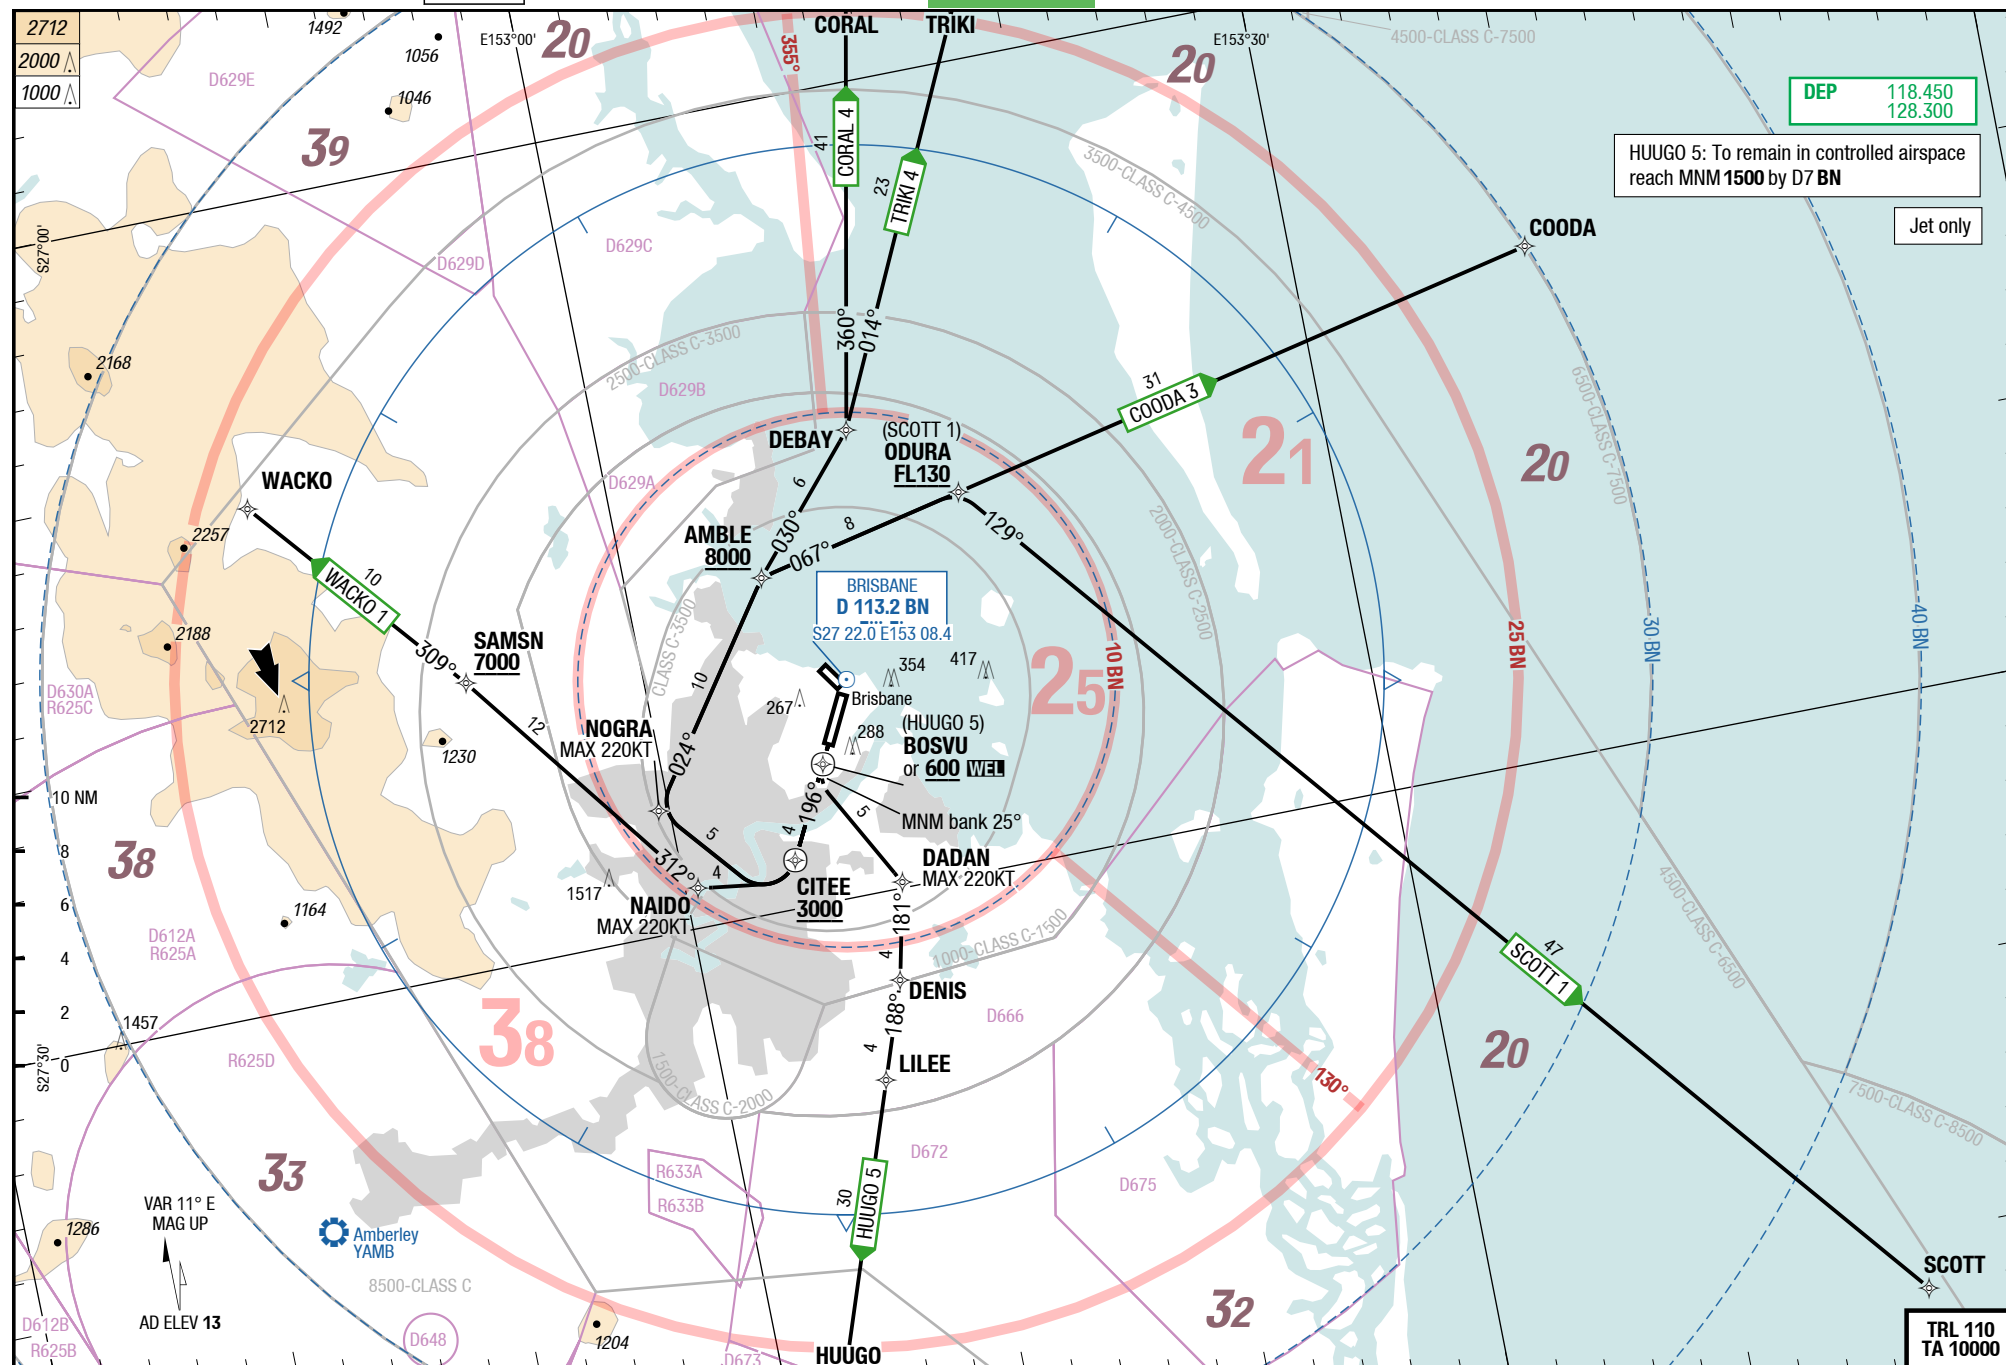 2712
2000
1000
1492
1056
1046
D629E
E153°00'
20
355°
CORAL
TRIKI
E153°30'
20
4500-CLASS C-7500
DEP 118.450
128.300
HUUGO 5: To remain in controlled airspace
reach MNM 1500 by D7 BN
Jet only
39
S27°00'
D629D
D629C
41
CORAL 4
23
TRIKI 4
3500-CLASS C-4500
COODA
360°
014°
2168
2500-CLASS C-3500
D629B
31
COODA 3
6500-CLASS C-7500
DEBAY
(SCOTT 1)
ODURA
FL130
21
20
D629A
6
WACKO
2257
AMBLE
8000
030°
067°
8
129°
2000-CLASS C-2500
10
WACKO 1
2188
309°
SAMSN
7000
CLASS C-3500
BRISBANE
D 113.2 BN
S27 22.0 E153 08.4
354
417
10 BN
25
25 BN
30 BN
40 BN
D630A
R625C
2712
1230
12
10
267
Brisbane
288
NOGRA
MAX 220KT
024°
(HUUGO 5)
BOSVU
or 600 WEL
196°
MNM bank 25°
10 NM
8
6
4
2
0
38
5
4
5
312°
4
1517
NAIDO
MAX 220KT
CITEE
3000
DADAN
MAX 220KT
181°
4
1164
D612A
R625A
1000-CLASS C-1500
DENIS
188°
4
LILEE
D666
4500-CLASS C-6500
47
SCOTT 1
1457
S27°30'
R625D
38
1500-CLASS C-2000
130°
20
7500-CLASS C-8500
33
R633A
R633B
D672
D675
30
HUUGO 5
VAR 11° E
MAG UP
1286
Amberley
YAMB
8500-CLASS C
AD ELEV 13
D612B
R625B
D648
1204
D673
HUUGO
32
SCOTT
TRL 110
TA 10000